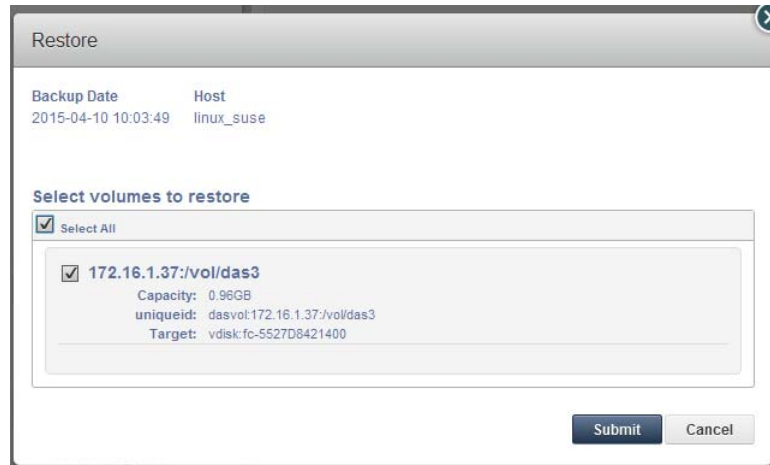 Restore
Backup Date Host
2015-04-10 10:03:49 linux_suse
Select volumes to restore
Select All
172.16.1.37:/vol/das3
Capacity: 0.96GB
uniqueid: dasvol:172.16.1.37:/vol/das3
Target: vdisk:fc-5527D8421400
Submit Cancel